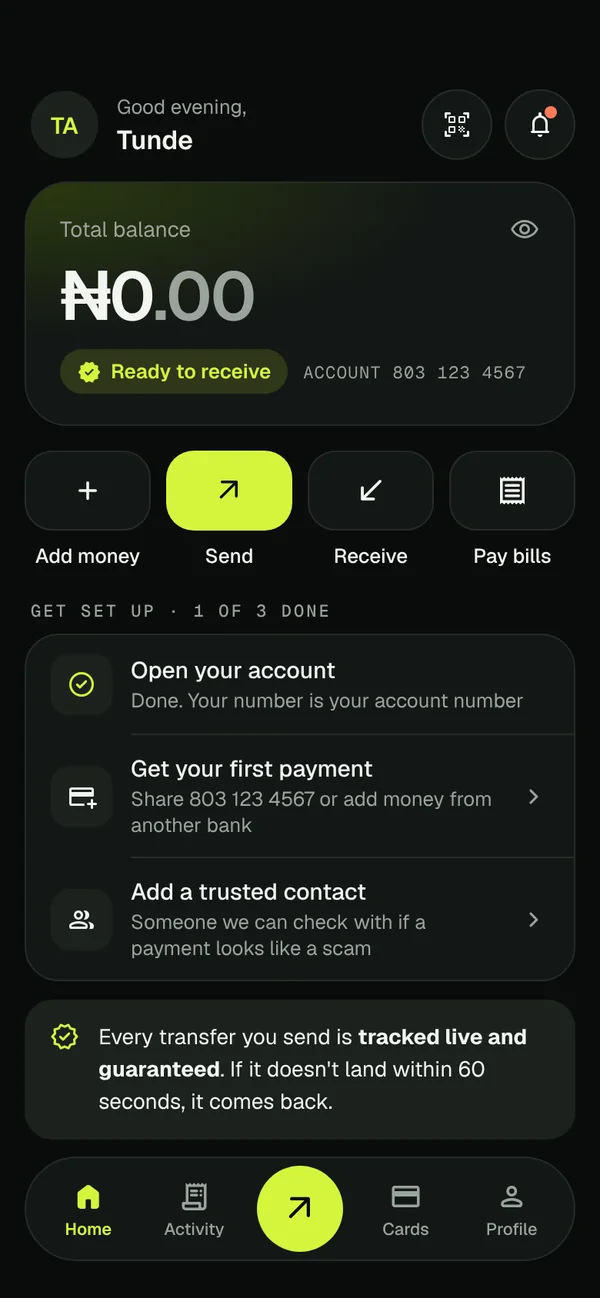 TA
Good evening,
Tunde
Total balance
₦0.00
Ready to receive
ACCOUNT 803 123 4567
Add money
Send
Receive
Pay bills
GET SET UP · 1 OF 3 DONE
Open your account
Done. Your number is your account number
Get your first payment
Share 803 123 4567 or add money from
another bank
Add a trusted contact
Someone we can check with if a
payment looks like a scam
Every transfer you send is tracked live and
guaranteed. If it doesn't land within 60
seconds, it comes back.
Home
Activity
Cards
Profile